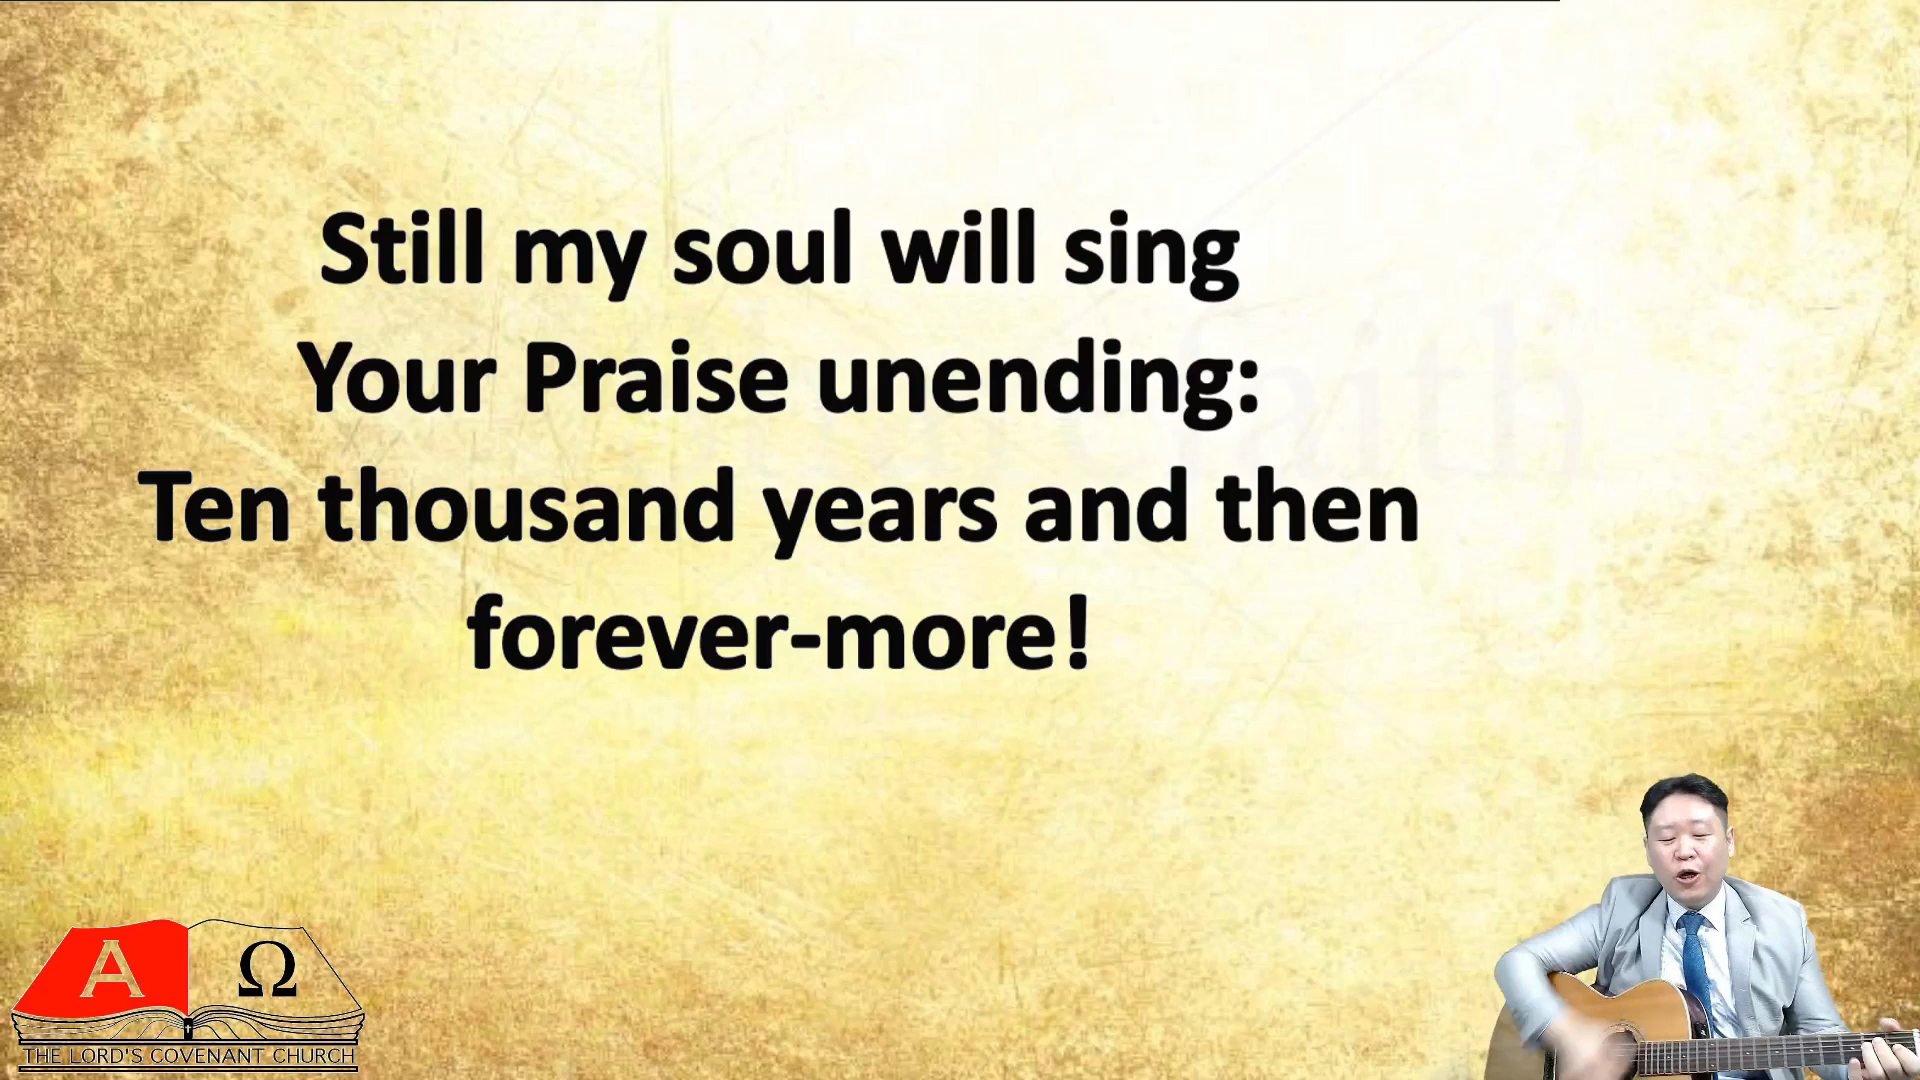 Still my soul will sing
Your Praise unending:
Ten thousand years and then
forever-more!
faith
A
Ω
THE LORD'S COVENANT CHURCH